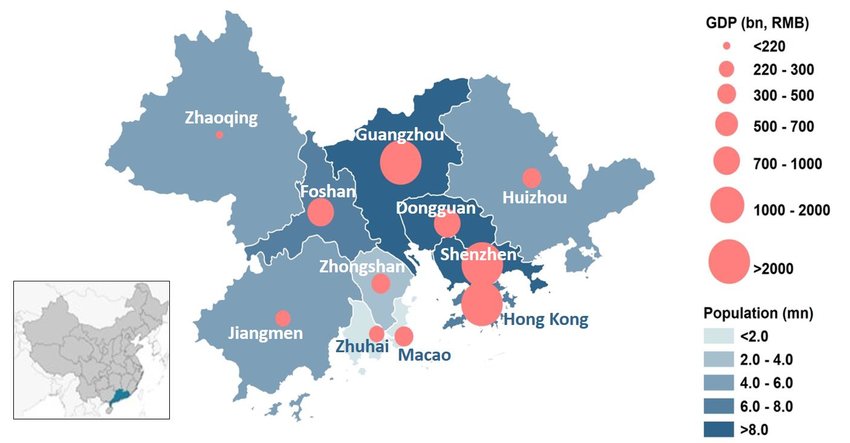 GDP (bn, RMB)
<220
220 - 300
300 - 500
500 - 700
700 - 1000
1000 - 2000
>2000
Population (mn)
<2.0
2.0 - 4.0
4.0 - 6.0
6.0 - 8.0
>8.0
Zhaoqing
Guangzhou
Foshan
Huizhou
Dongguan
Shenzhen
Zhongshan
Hong Kong
Jiangmen
Zhuhai
Macao